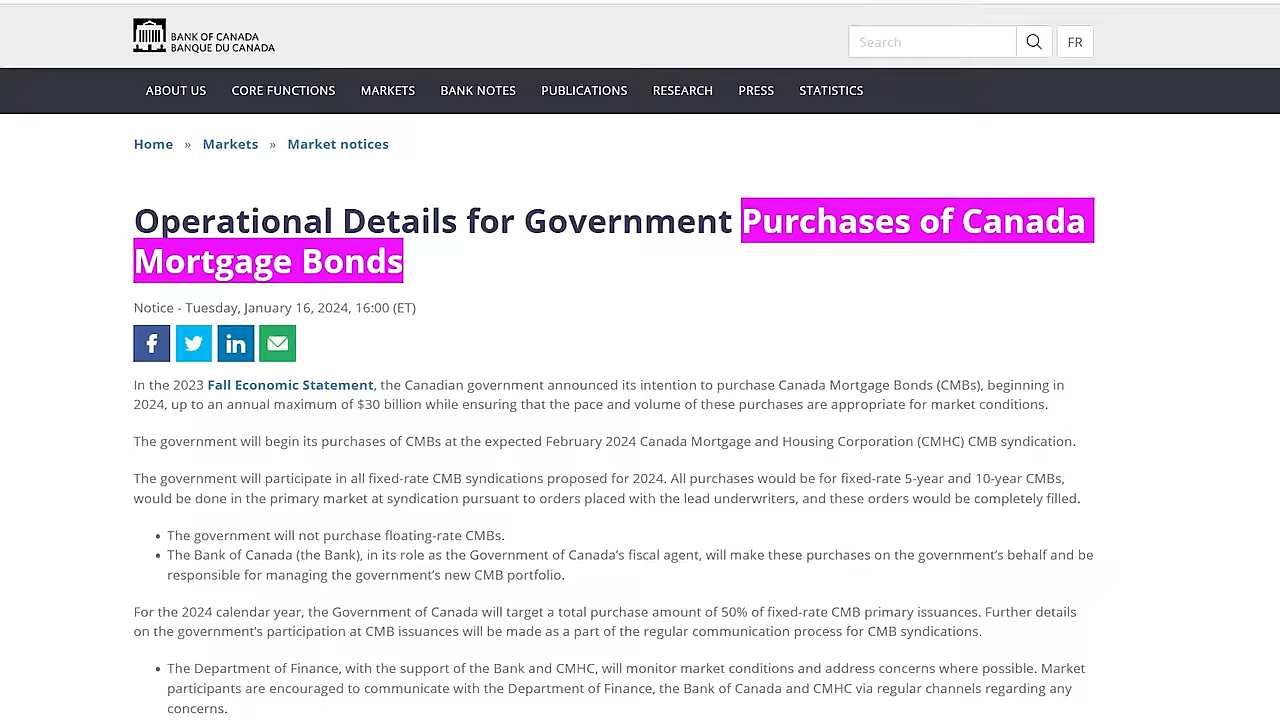 BANK OF CANADA
BANQUE DU CANADA
Search
FR
ABOUT US CORE FUNCTIONS MARKETS BANK NOTES PUBLICATIONS RESEARCH PRESS STATISTICS
Home » Markets » Market notices
Operational Details for Government Purchases of Canada
Mortgage Bonds
Notice - Tuesday, January 16, 2024, 16:00 (ET)
In the 2023 Fall Economic Statement, the Canadian government announced its intention to purchase Canada Mortgage Bonds (CMBs), beginning in
2024, up to an annual maximum of $30 billion while ensuring that the pace and volume of these purchases are appropriate for market conditions.
The government will begin its purchases of CMBs at the expected February 2024 Canada Mortgage and Housing Corporation (CMHC) CMB syndication.
The government will participate in all fixed-rate CMB syndications proposed for 2024. All purchases would be for fixed-rate 5-year and 10-year CMBs,
would be done in the primary market at syndication pursuant to orders placed with the lead underwriters, and these orders would be completely filled.
• The government will not purchase floating-rate CMBs.
• The Bank of Canada (the Bank), in its role as the Government of Canada's fiscal agent, will make these purchases on the government's behalf and be
responsible for managing the government's new CMB portfolio.
For the 2024 calendar year, the Government of Canada will target a total purchase amount of 50% of fixed-rate CMB primary issuances. Further details
on the government's participation at CMB issuances will be made as a part of the regular communication process for CMB syndications.
• The Department of Finance, with the support of the Bank and CMHC, will monitor market conditions and address concerns where possible. Market
participants are encouraged to communicate with the Department of Finance, the Bank of Canada and CMHC via regular channels regarding any
concerns.